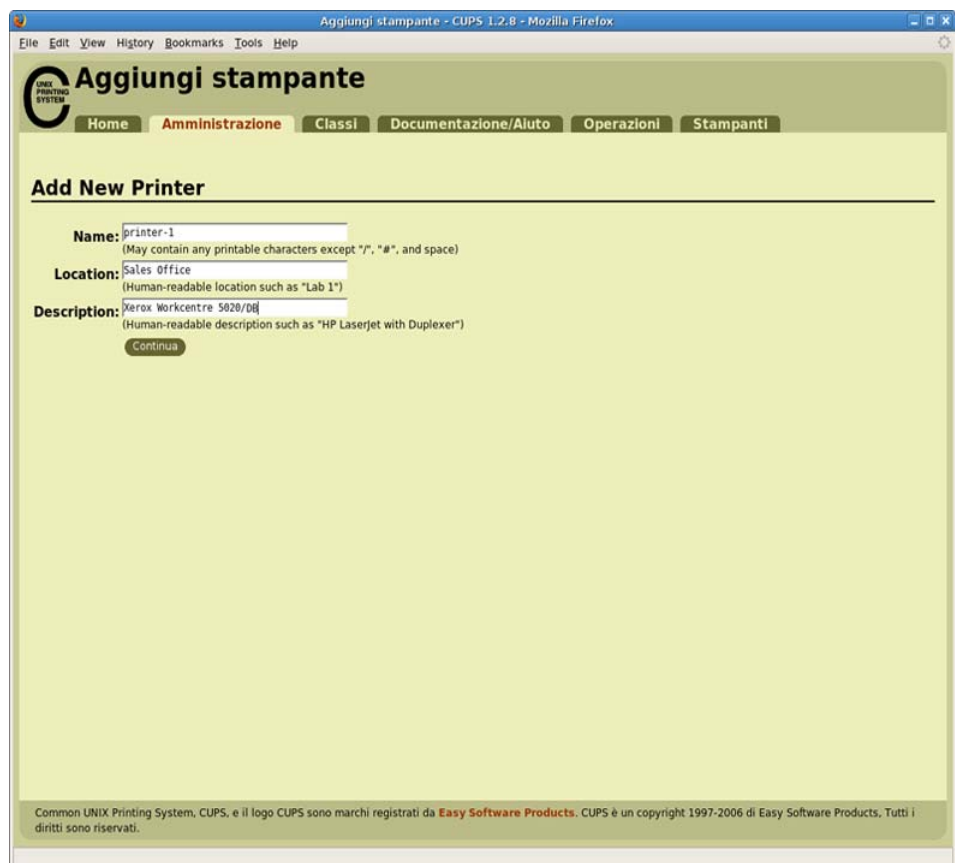 Aggiungi stampante - CUPS 1.2.8 - Mozilla Firefox
File Edit View History Bookmarks Tools Help
UNIX
PRINTING
SYSTEM
Aggiungi stampante
Home Amministrazione Classi Documentazione/Aiuto Operazioni Stampanti
Add New Printer
Name: printer-1
(May contain any printable characters except "/", "#", and space)
Location: Sales Office
(Human-readable location such as "Lab 1")
Description: Xerox Workcentre 5020/DB
(Human-readable description such as "HP LaserJet with Duplexer")
Continua
Common UNIX Printing System, CUPS, e il logo CUPS sono marchi registrati da Easy Software Products. CUPS è un copyright 1997-2006 di Easy Software Products, Tutti i
diritti sono riservati.